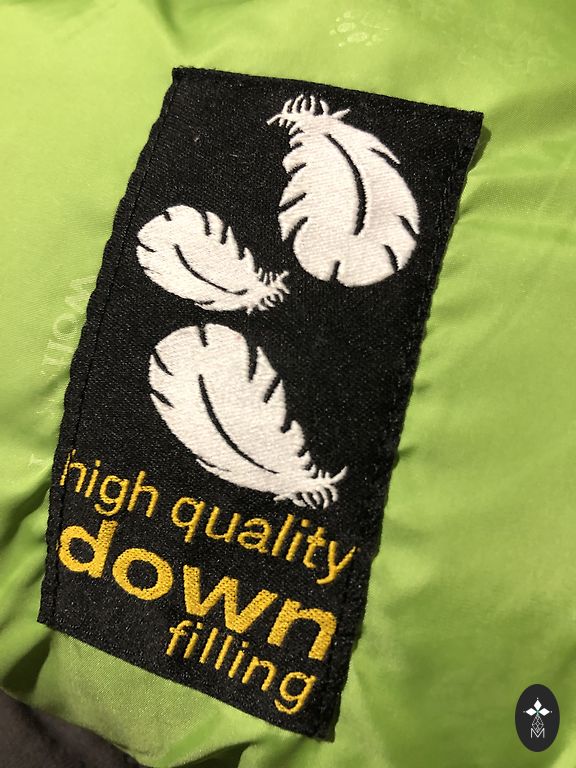 high quality
down
filling